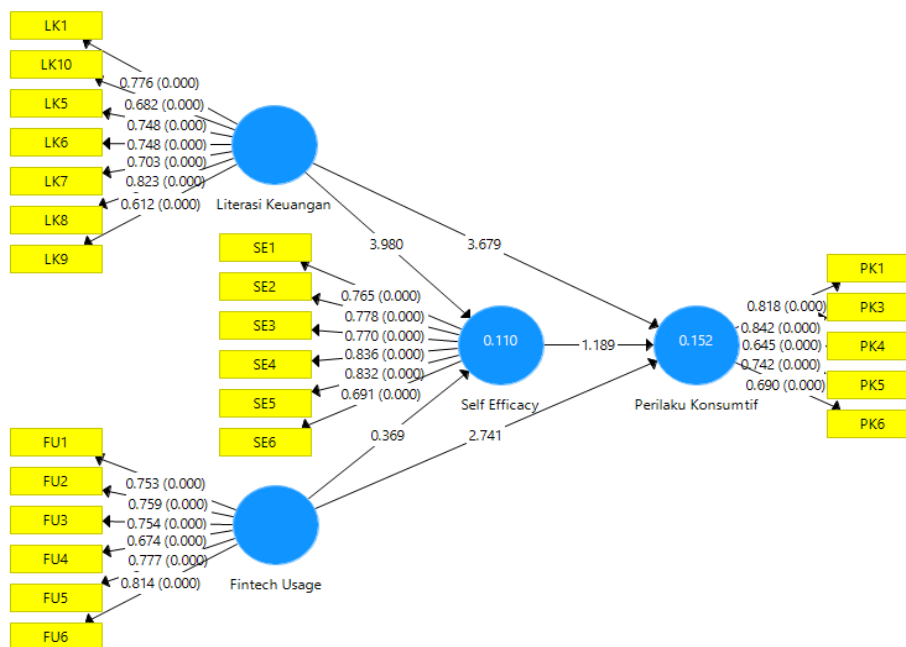 LK1
LK10
LK5
LK6
LK7
LK8
LK9
0.776 (0.000)
0.682 (0.000)
0.748 (0.000)
0.748 (0.000)
0.703 (0.000)
0.823 (0.000)
0.612 (0.000)
Literasi Keuangan
3.980
3.679
SE1
SE2
SE3
SE4
SE5
SE6
0.765 (0.000)
0.778 (0.000)
0.770 (0.000)
0.836 (0.000)
0.832 (0.000)
0.691 (0.000)
0.110
Self Efficacy
1.189
0.152
Perilaku Konsumtif
0.818 (0.000)
0.842 (0.000)
0.645 (0.000)
0.742 (0.000)
0.690 (0.000)
PK1
PK3
PK4
PK5
PK6
0.369
2.741
FU1
FU2
FU3
FU4
FU5
FU6
0.753 (0.000)
0.759 (0.000)
0.754 (0.000)
0.674 (0.000)
0.777 (0.000)
0.814 (0.000)
Fintech Usage